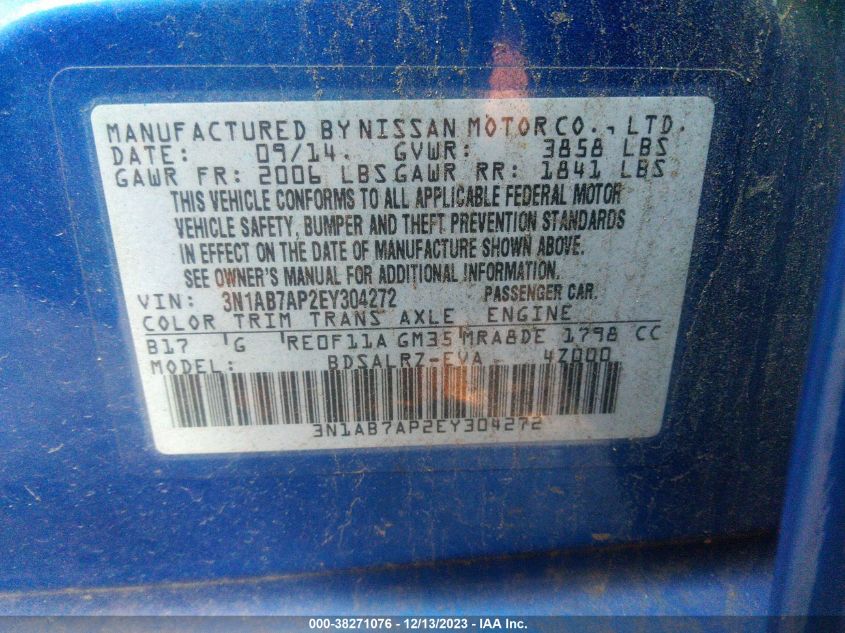 MANUFACTURED BY NISSAN MOTOR CO., LTD.
DATE: 09/14. GVWR: 3858 LBS
GAWR FR: 2006 LBS GAWR RR: 1841 LBS
THIS VEHICLE CONFORMS TO ALL APPLICABLE FEDERAL MOTOR
VEHICLE SAFETY, BUMPER AND THEFT PREVENTION STANDARDS
IN EFFECT ON THE DATE OF MANUFACTURE SHOWN ABOVE.
SEE OWNER'S MANUAL FOR ADDITIONAL INFORMATION.
VIN: 3N1AB7AP2EY304272 PASSENGER CAR.
COLOR TRIM TRANS AXLE ENGINE
B17 G RE0F11A GM35 MRA8DE 1798 CC
MODEL: BDSALRZ-EVA 4Z000
3N1AB7AP2EY304272
000-38271076 - 12/13/2023 - IAA Inc.